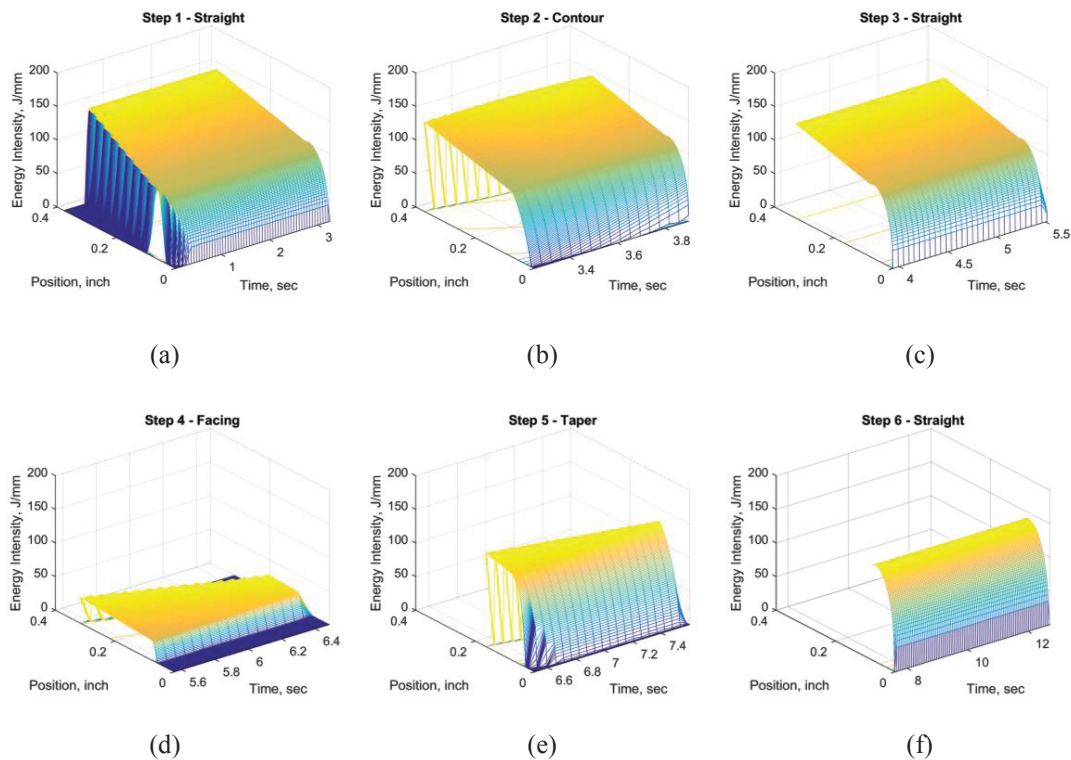 Step 1 - Straight
Step 2 - Contour
Step 3 - Straight
Energy Intensity, J/mm
200
150
100
50
0
0.4
0.2
0
Position, inch
1
2
3
Time, sec
Energy Intensity, J/mm
200
150
100
50
0
0.4
0.2
0
Position, inch
3.4
3.6
3.8
Time, sec
Energy Intensity, J/mm
200
150
100
50
0
0.4
0.2
0
Position, inch
4
4.5
5
5.5
Time, sec
(a)
(b)
(c)
Step 4 - Facing
Step 5 - Taper
Step 6 - Straight
Energy Intensity, J/mm
200
150
100
50
0
0.4
0.2
0
Position, inch
5.6
5.8
6
6.2
6.4
Time, sec
Energy Intensity, J/mm
200
150
100
50
0
0.4
0.2
0
Position, inch
6.6
6.8
7
7.2
7.4
Time, sec
Energy Intensity, J/mm
200
150
100
50
0
0.4
0.2
0
Position, inch
8
10
12
Time, sec
(d)
(e)
(f)